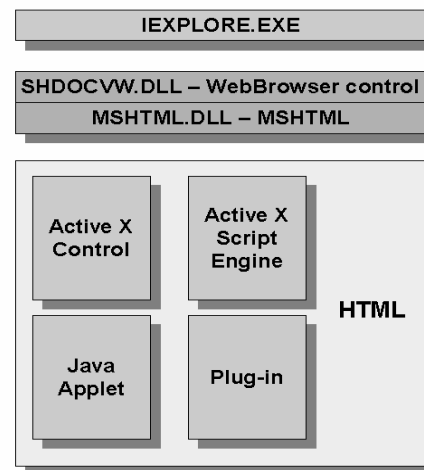 IEXPLORE.EXE
SHDOCVW.DLL – WebBrowser control
MSHTML.DLL – MSHTML
Active X
Control
Active X
Script
Engine
HTML
Java
Applet
Plug-in